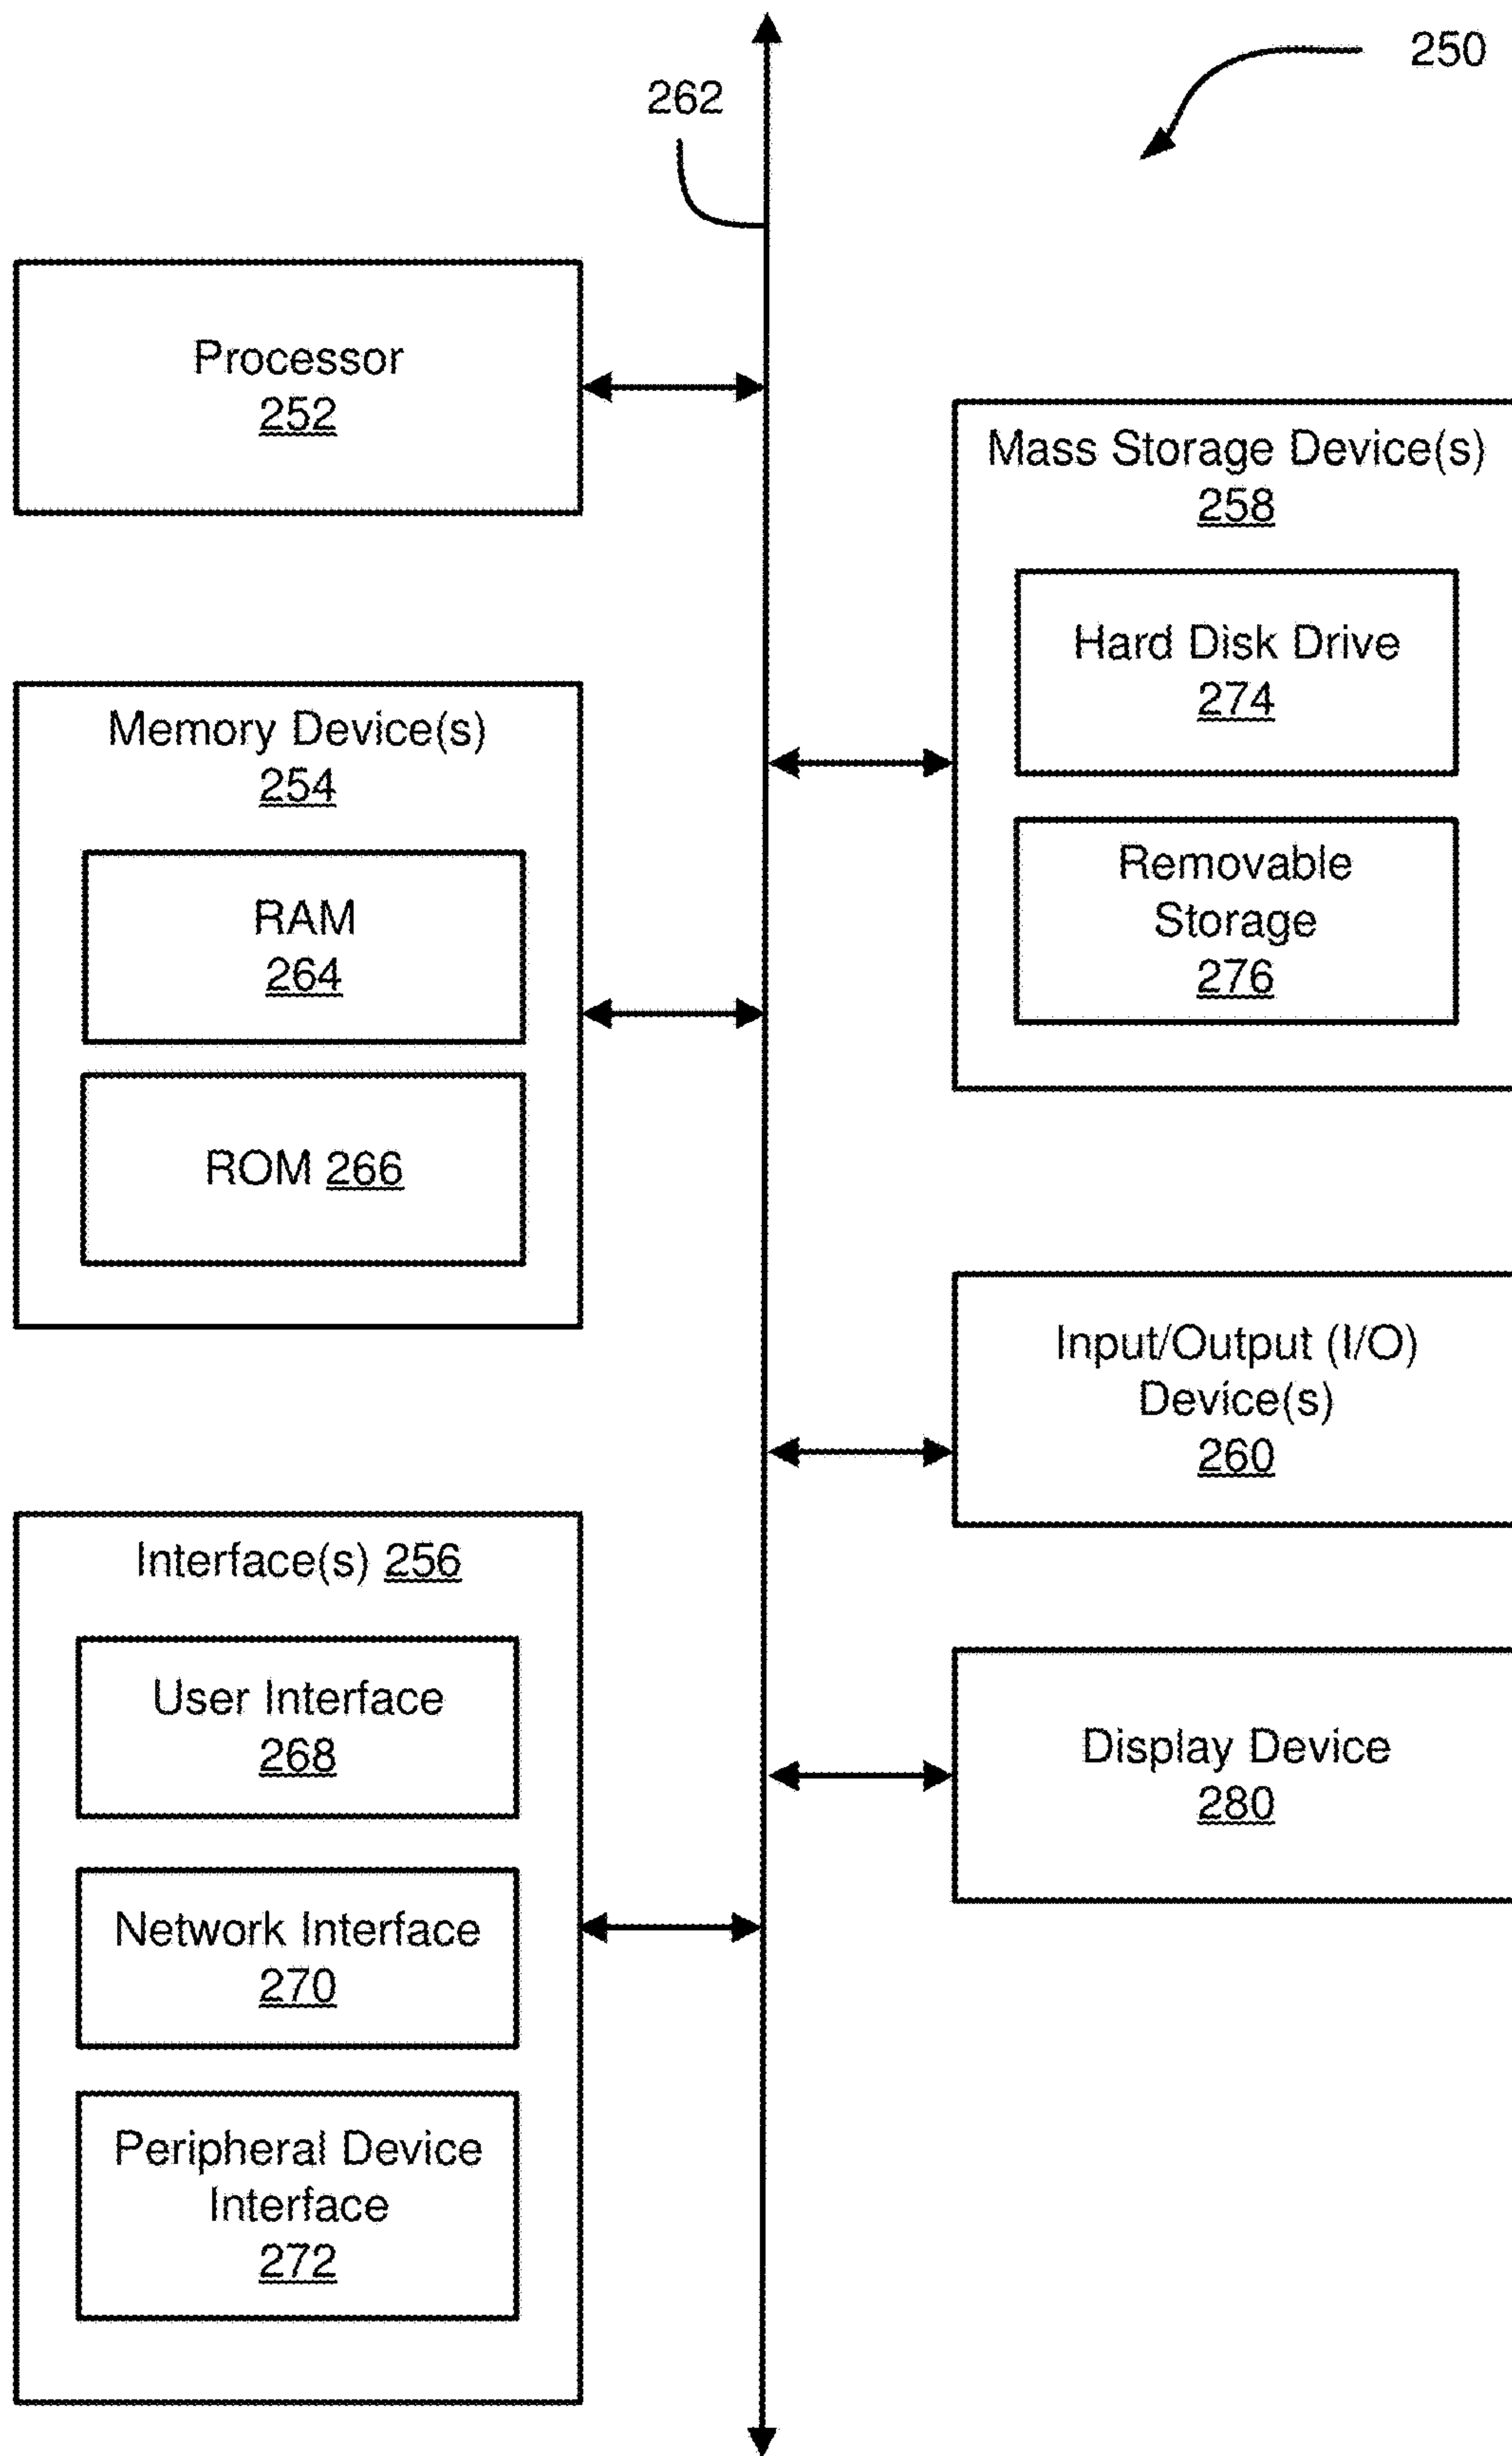 250
262
Processor
252
Mass Storage Device(s)
258
Hard Disk Drive
274
Removable
Storage
276
Memory Device(s)
254
RAM
264
ROM 266
Input/Output (I/O)
Device(s)
260
Interface(s) 256
User Interface
268
Network Interface
270
Peripheral Device
Interface
272
Display Device
280